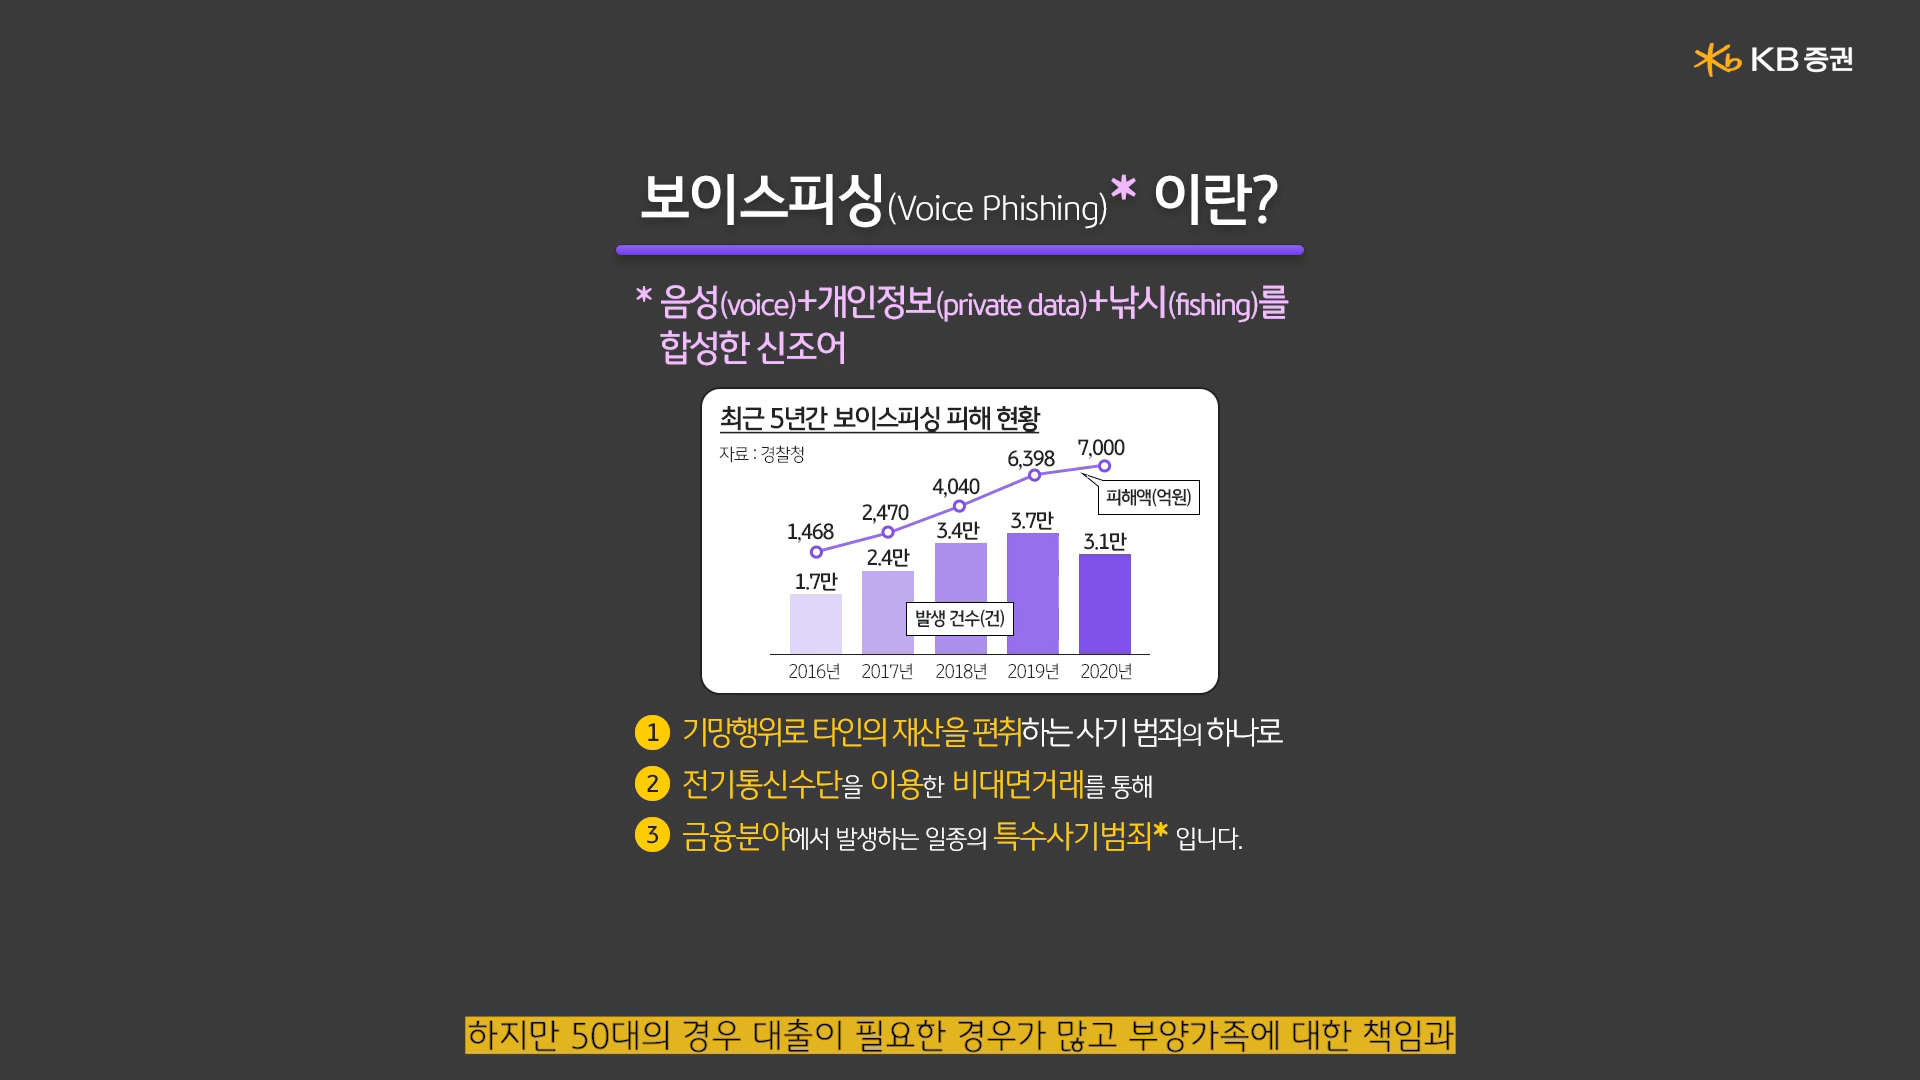 KB 증권
보이스피싱(Voice Phishing)* 이란?
* 음성(voice)+개인정보(private data)+낚시(fishing)를
합성한 신조어
최근 5년간 보이스피싱 피해 현황
자료 : 경찰청
1,468
2,470
4,040
6,398
7,000
피해액(억원)
1.7만
2.4만
3.4만
3.7만
3.1만
발생 건수(건)
2016년 2017년 2018년 2019년 2020년
1 기망행위로 타인의 재산을 편취하는 사기 범죄의 하나로
2 전기통신수단을 이용한 비대면거래를 통해
3 금융분야에서 발생하는 일종의 특수사기범죄* 입니다.
하지만 50대의 경우 대출이 필요한 경우가 많고 부양가족에 대한 책임과